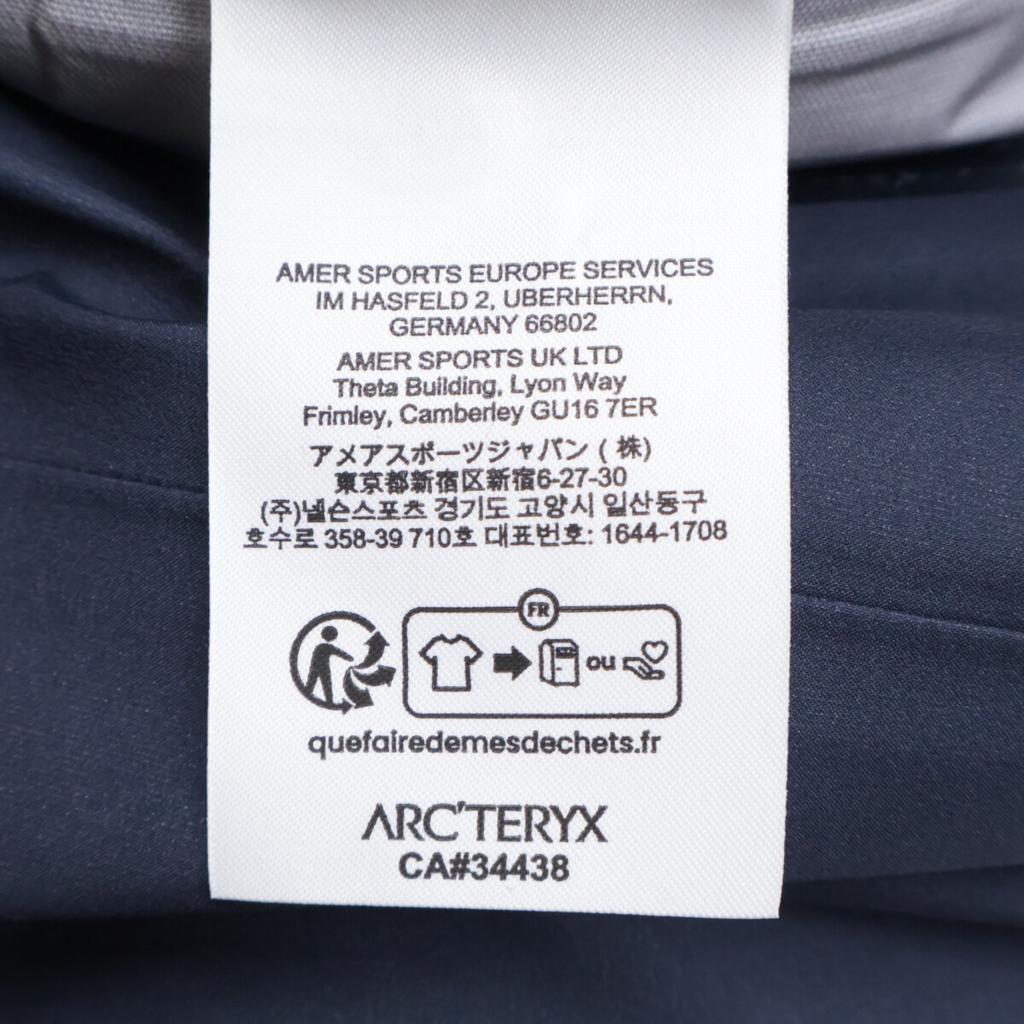 AMER SPORTS EUROPE SERVICES
IM HASFELD 2, UBERHERRN,
GERMANY 66802
AMER SPORTS UK LTD
Theta Building, Lyon Way
Frimley, Camberley GU16 7ER
アメアスポーツジャパン ( 株)
東京都新宿区新宿6-27-30
(주)넬슨스포츠 경기도 고양시 일산동구
호수로 358-39 710호 대표번호: 1644-1708
FR
ou
quefairedemesdechets.fr
ARC'TERYX
CA#34438